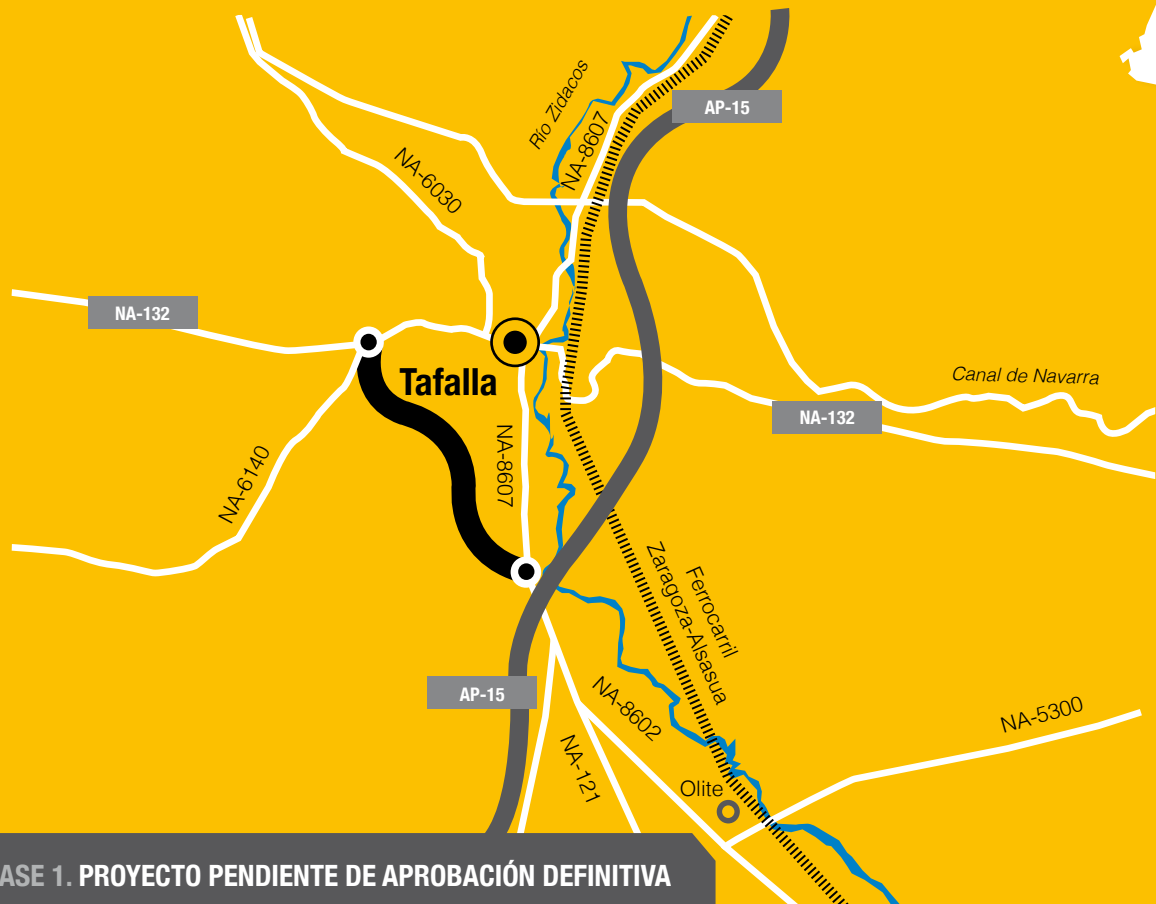 AP-15
Río Zidacos
NA-8607
NA-6030
NA-132
Tafalla
Canal de Navarra
NA-132
NA-6140
NA-8607
Ferrocarril
Zaragoza-Alsasua
AP-15
NA-8602
NA-5300
NA-121
Olite
ASE 1. PROYECTO PENDIENTE DE APROBACIÓN DEFINITIVA